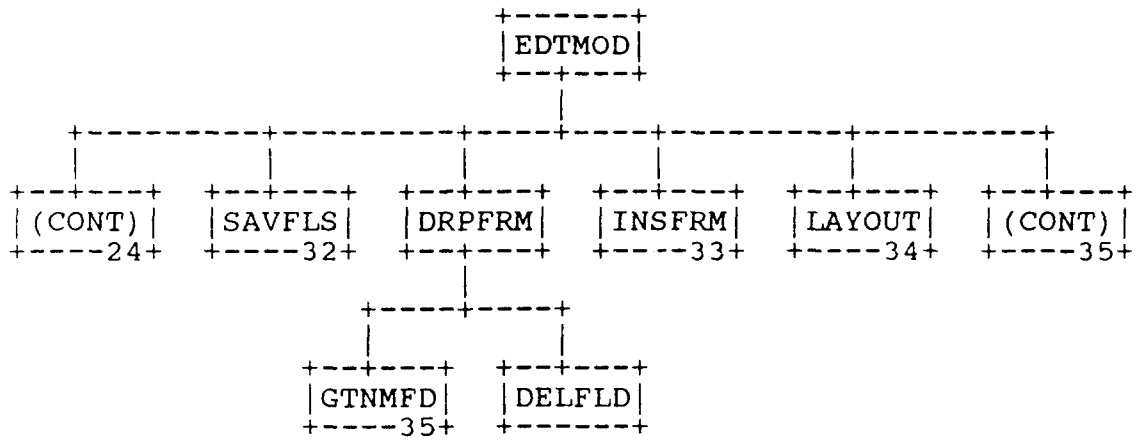 EDTMOD
(CONT) SAVFLS DRPFRM INSFRM LAYOUT (CONT)
24 32 33 34 35
GTNMFD DELFLD
35